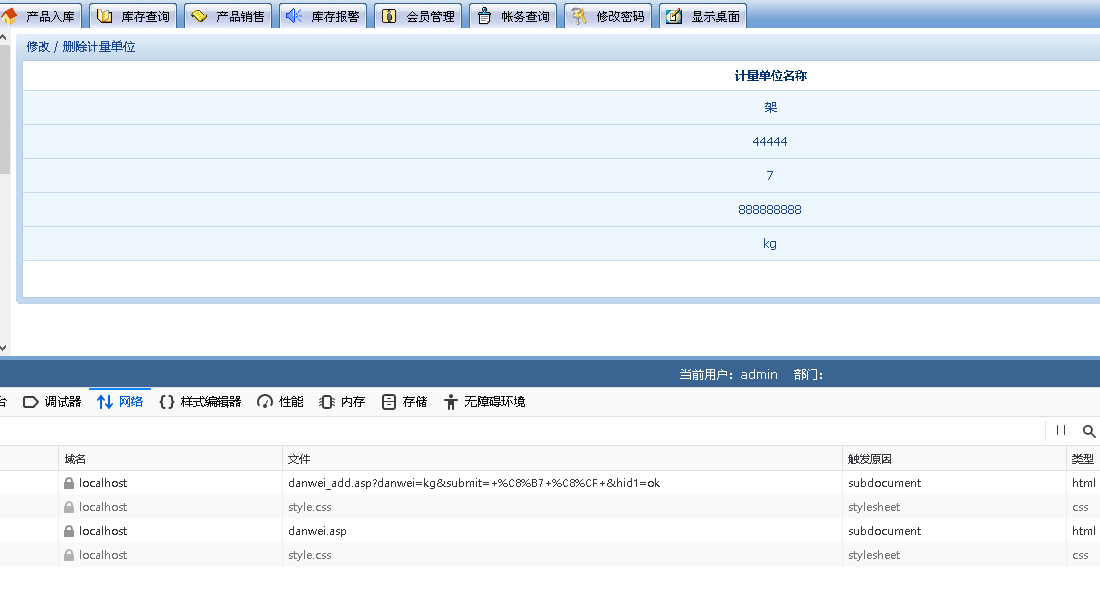 产品入库 库存查询 产品销售 库存报警 会员管理 帐务查询 修改密码 显示桌面
修改 / 删除计量单位
计量单位名称
架
44444
7
888888888
kg
当前用户：admin 部门：
台 调试器 网络 样式编辑器 性能 内存 存储 无障碍环境
域名 文件 触发原因 类型
localhost danwei_add.asp?danwei=kg&submit=+%C8%B7+%C8%CF+&hid1=ok subdocument html
localhost style.css stylesheet css
localhost danwei.asp subdocument html
localhost style.css stylesheet css